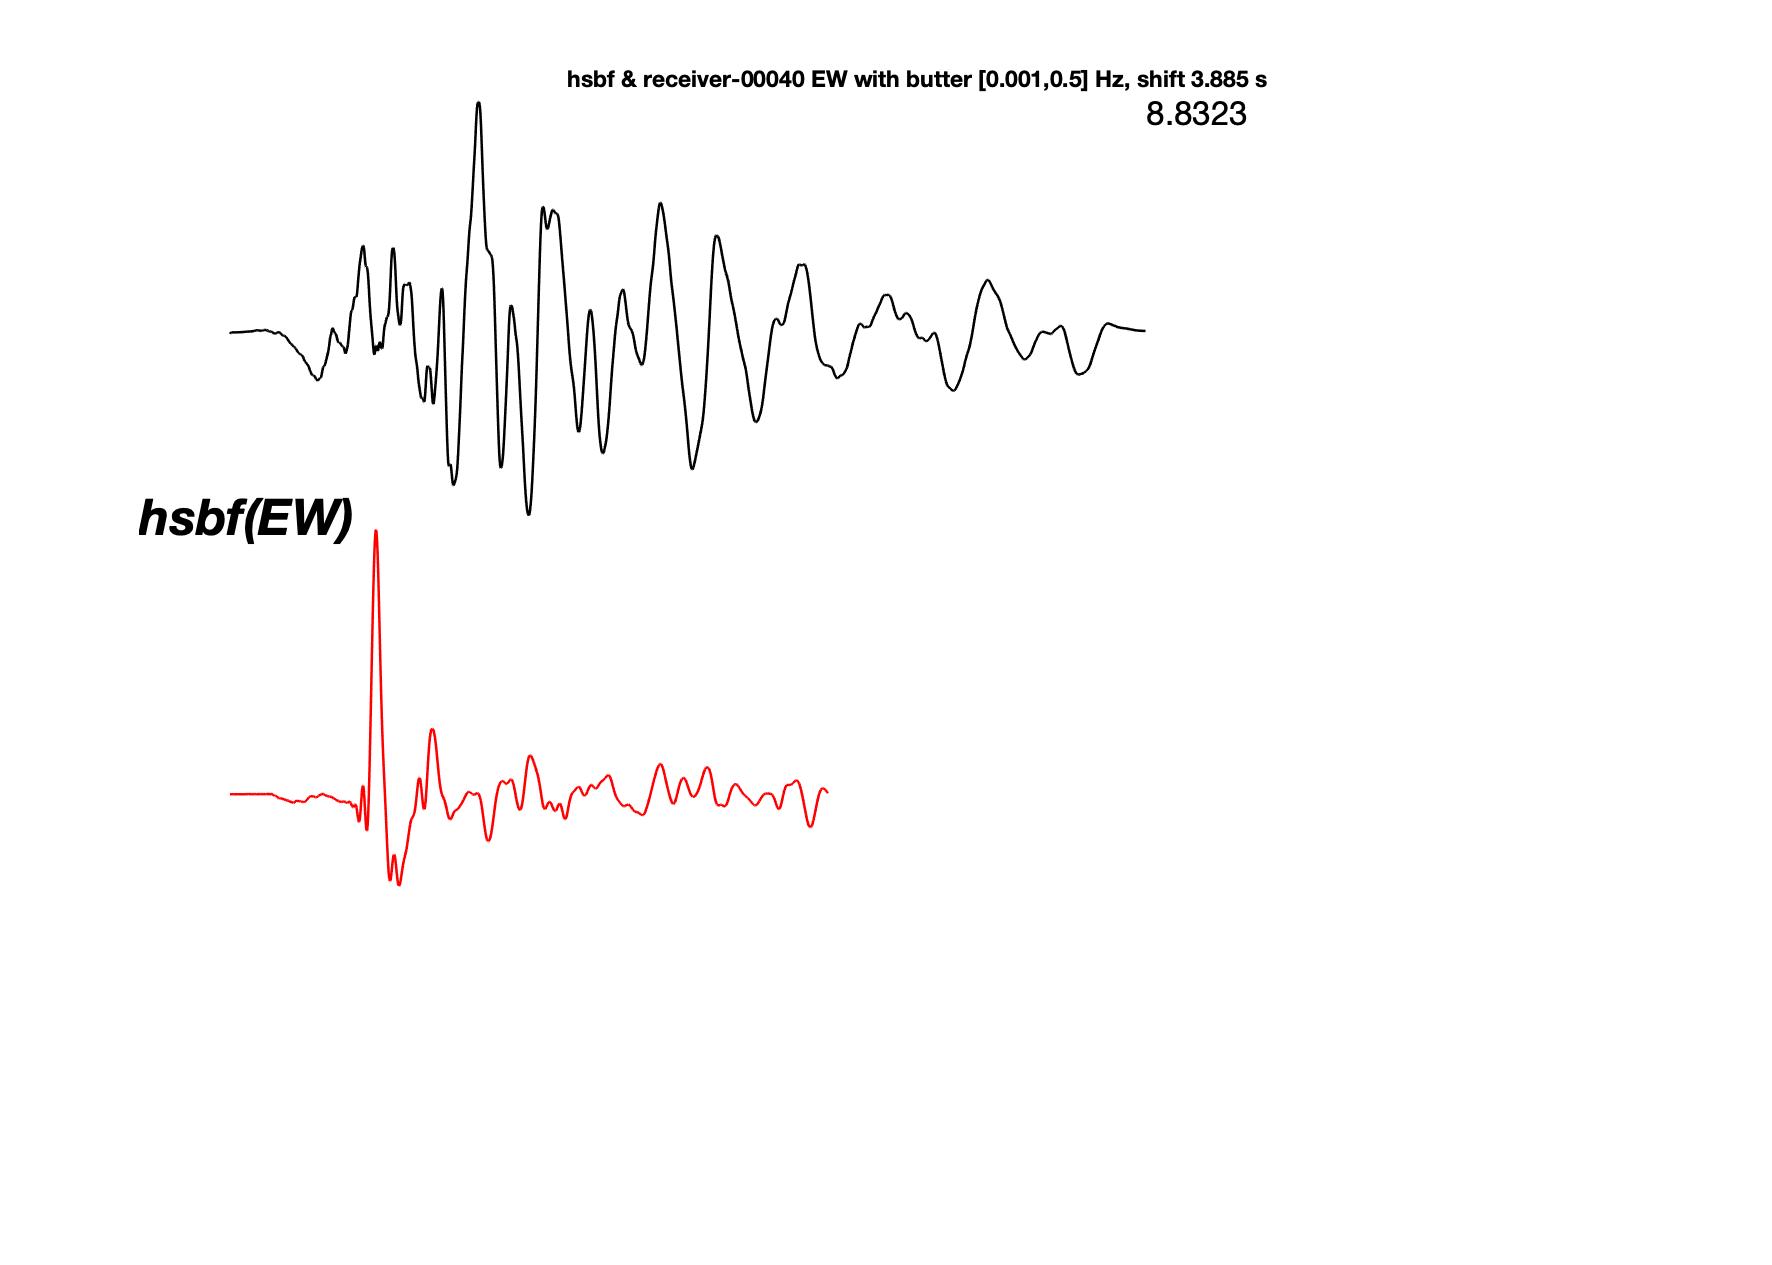 hsbf & receiver-00040 EW with butter [0.001,0.5] Hz, shift 3.885 s
8.8323
hsbf(EW)